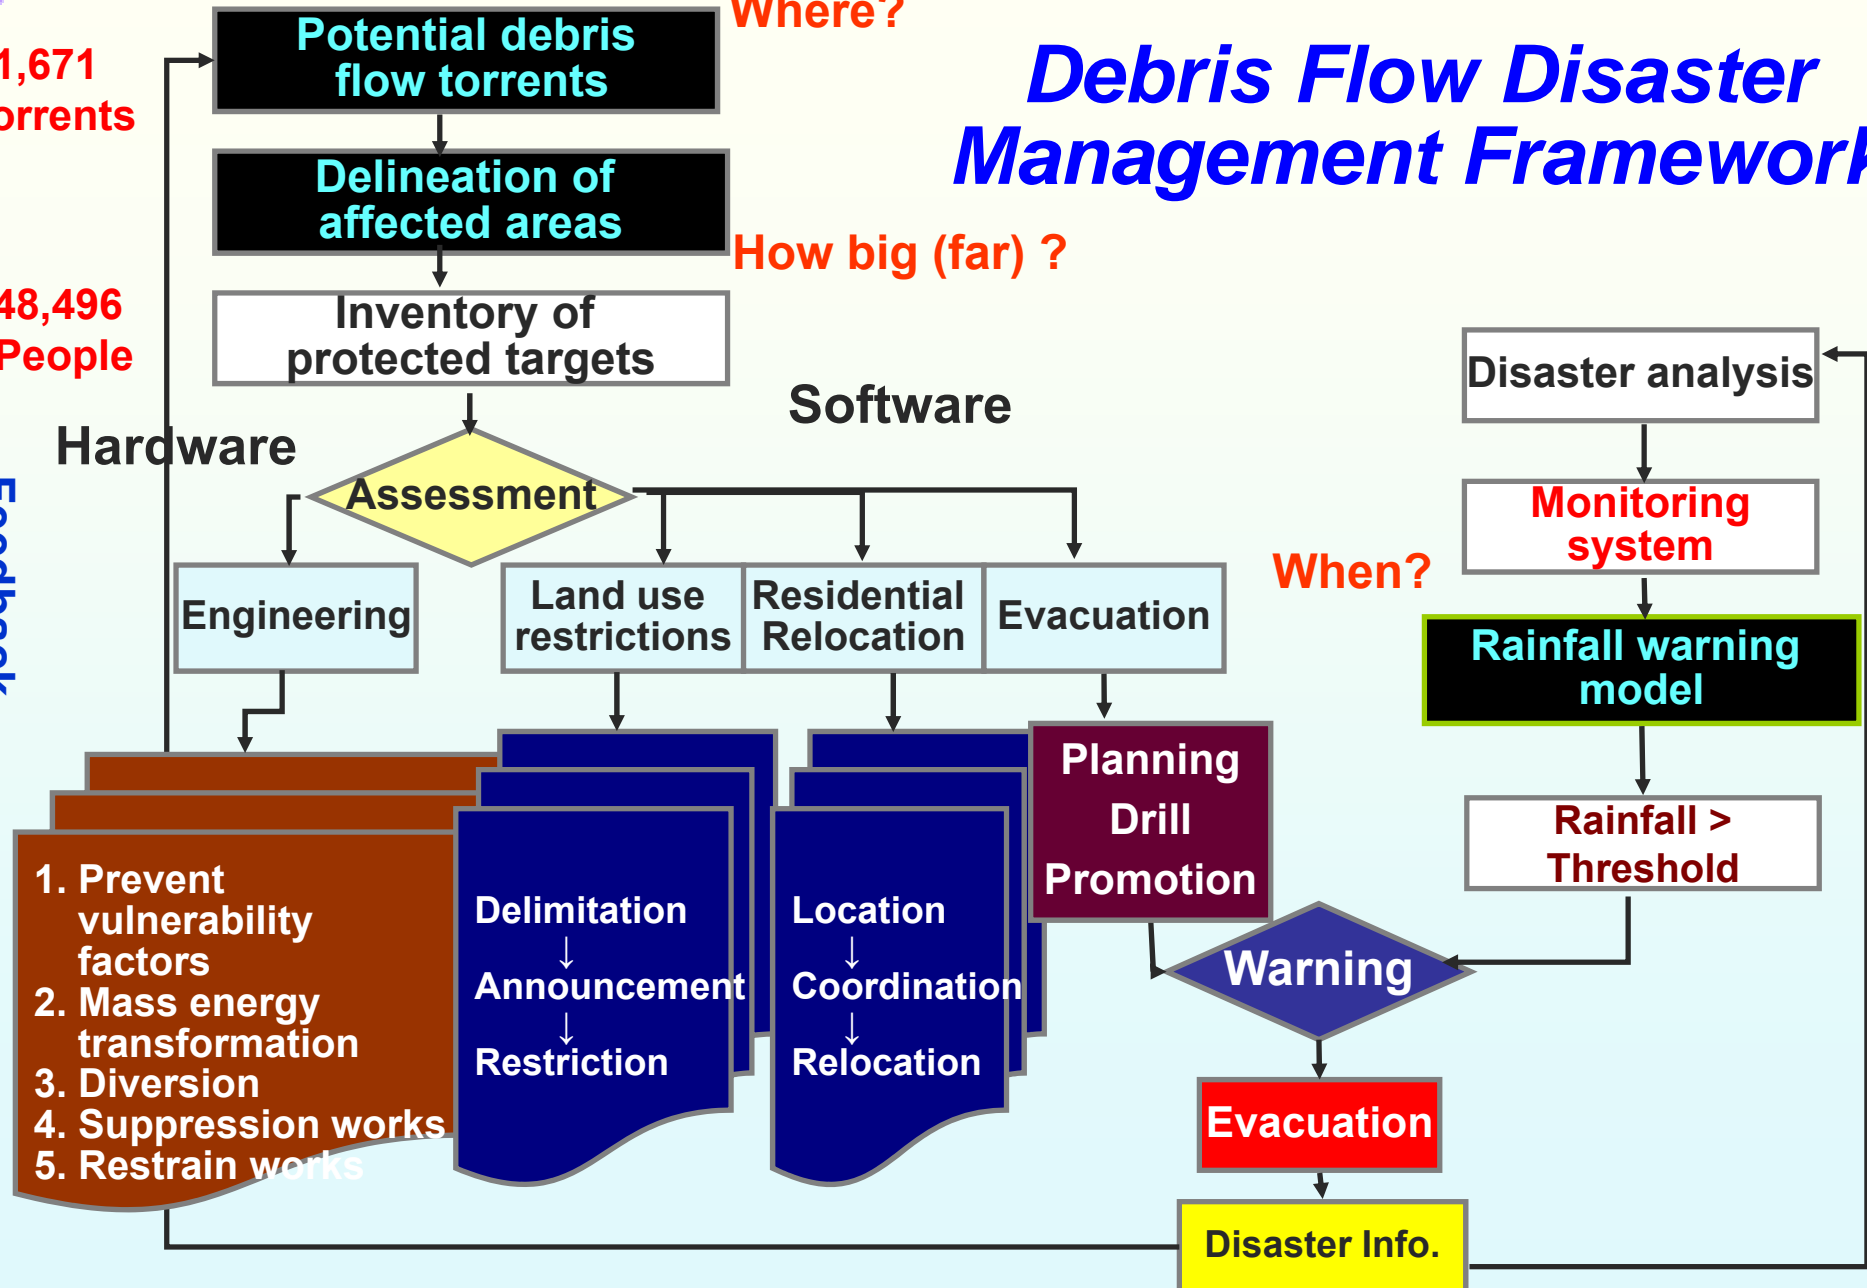 Where?
Potential debris
flow torrents
1,671
orrents
Debris Flow Disaster
Management Framework
Delineation of
affected areas
How big (far) ?
48,496
People
Inventory of
protected targets
Software
Hardware
Assessment
Disaster analysis
Monitoring
system
When?
Feedback
Engineering
Land use
restrictions
Residential
Relocation
Evacuation
Rainfall warning
model
Planning
Drill
Promotion
Rainfall >
Threshold
1. Prevent
vulnerability
factors
2. Mass energy
transformation
3. Diversion
4. Suppression works
5. Restrain works
Delimitation
↓
Announcement
↓
Restriction
Location
↓
Coordination
↓
Relocation
Warning
Evacuation
Disaster Info.